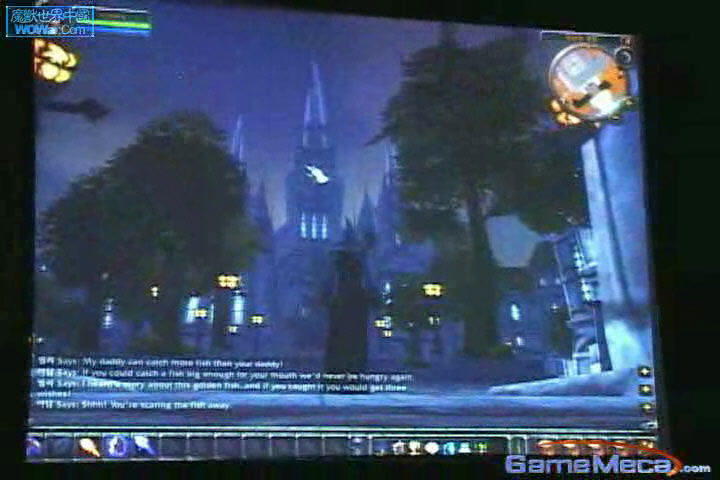 魔獸世界中國
WOWar.com
Says: My daddy can catch more fish than your daddy!
Says: If you could catch a fish big enough for your mouth we'd never be hungry again.
Says: I heard a story about this golden fish, and if you caught it you would get three
wishes!
Says: Shhh! You're scaring the fish away.
GameMeca.com